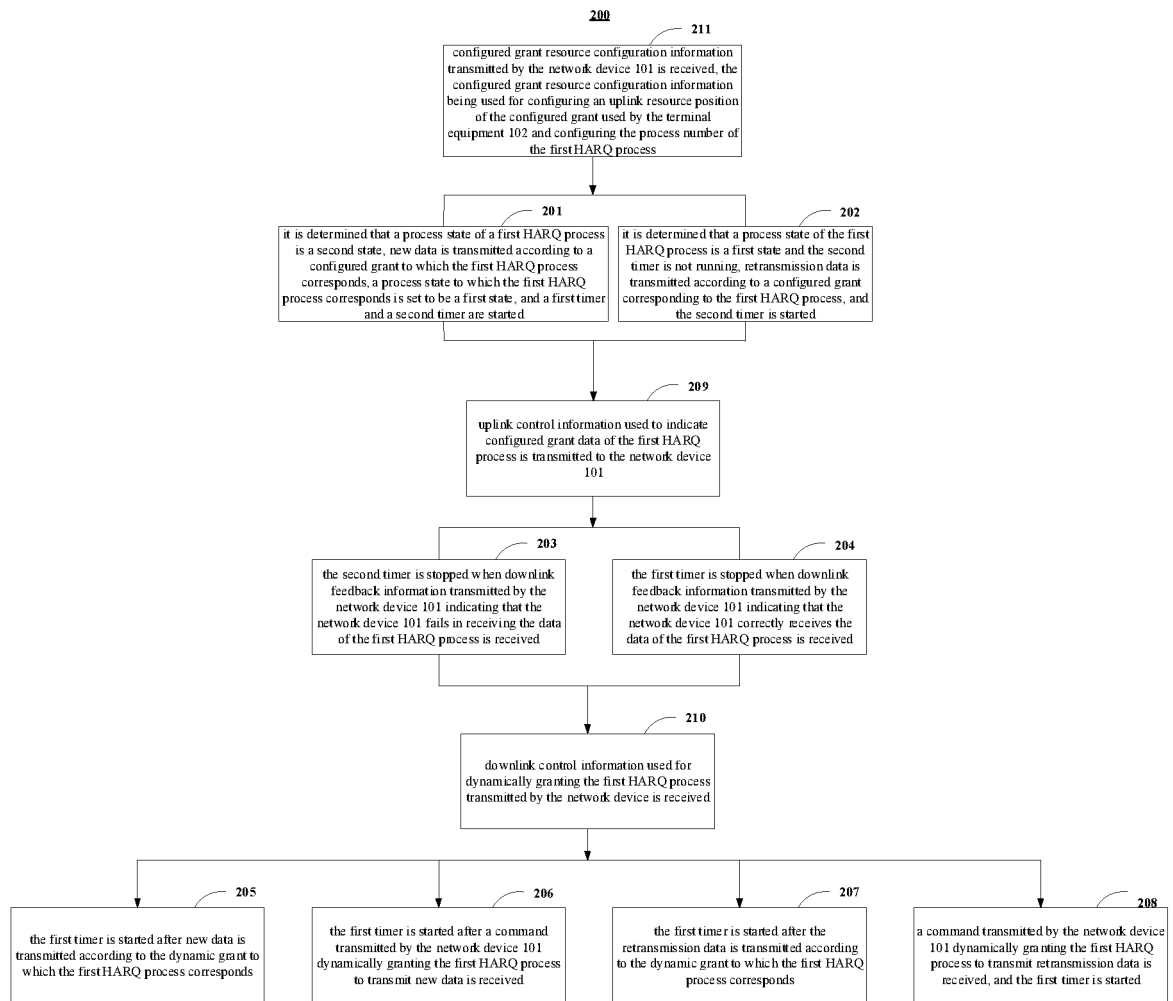 200
211
configured grant resource configuration information
transmitted by the network device 101 is received, the
configured grant resource configuration information
being used for configuring an uplink resource position
of the configured grant used by the terminal
equipment 102 and configuring the process number of
the first HARQ process
201
it is determined that a process state of a first HARQ process
is a second state, new data is transmitted according to a
configured grant to which the first HARQ process
corresponds, a process state to which the first HARQ
process corresponds is set to be a first state, and a first timer
and a second timer are started
202
it is determined that a process state of the first
HARQ process is a first state and the second
timer is not running, retransmission data is
transmitted according to a configured grant
corresponding to the first HARQ process, and
the second timer is started
209
uplink control information used to indicate
configured grant data of the first HARQ
process is transmitted to the network device
101
203
the second timer is stopped when downlink
feedback information transmitted by the
network device 101 indicating that the
network device 101 fails in receiving the data
of the first HARQ process is received
204
the first timer is stopped when downlink
feedback information transmitted by the
network device 101 indicating that the
network device 101 correctly receives the
data of the first HARQ process is received
210
downlink control information used for
dynamically granting the first HARQ process
transmitted by the network device is received
205
the first timer is started after new data is
transmitted according to the dynamic grant to
which the first HARQ process corresponds
206
the first timer is started after a command
transmitted by the network device 101
dynamically granting the first HARQ process
to transmit new data is received
207
the first timer is started after the
retransmission data is transmitted according
to the dynamic grant to which the first HARQ
process corresponds
208
a command transmitted by the network device
101 dynamically granting the first HARQ
process to transmit retransmission data is
received, and the first timer is started